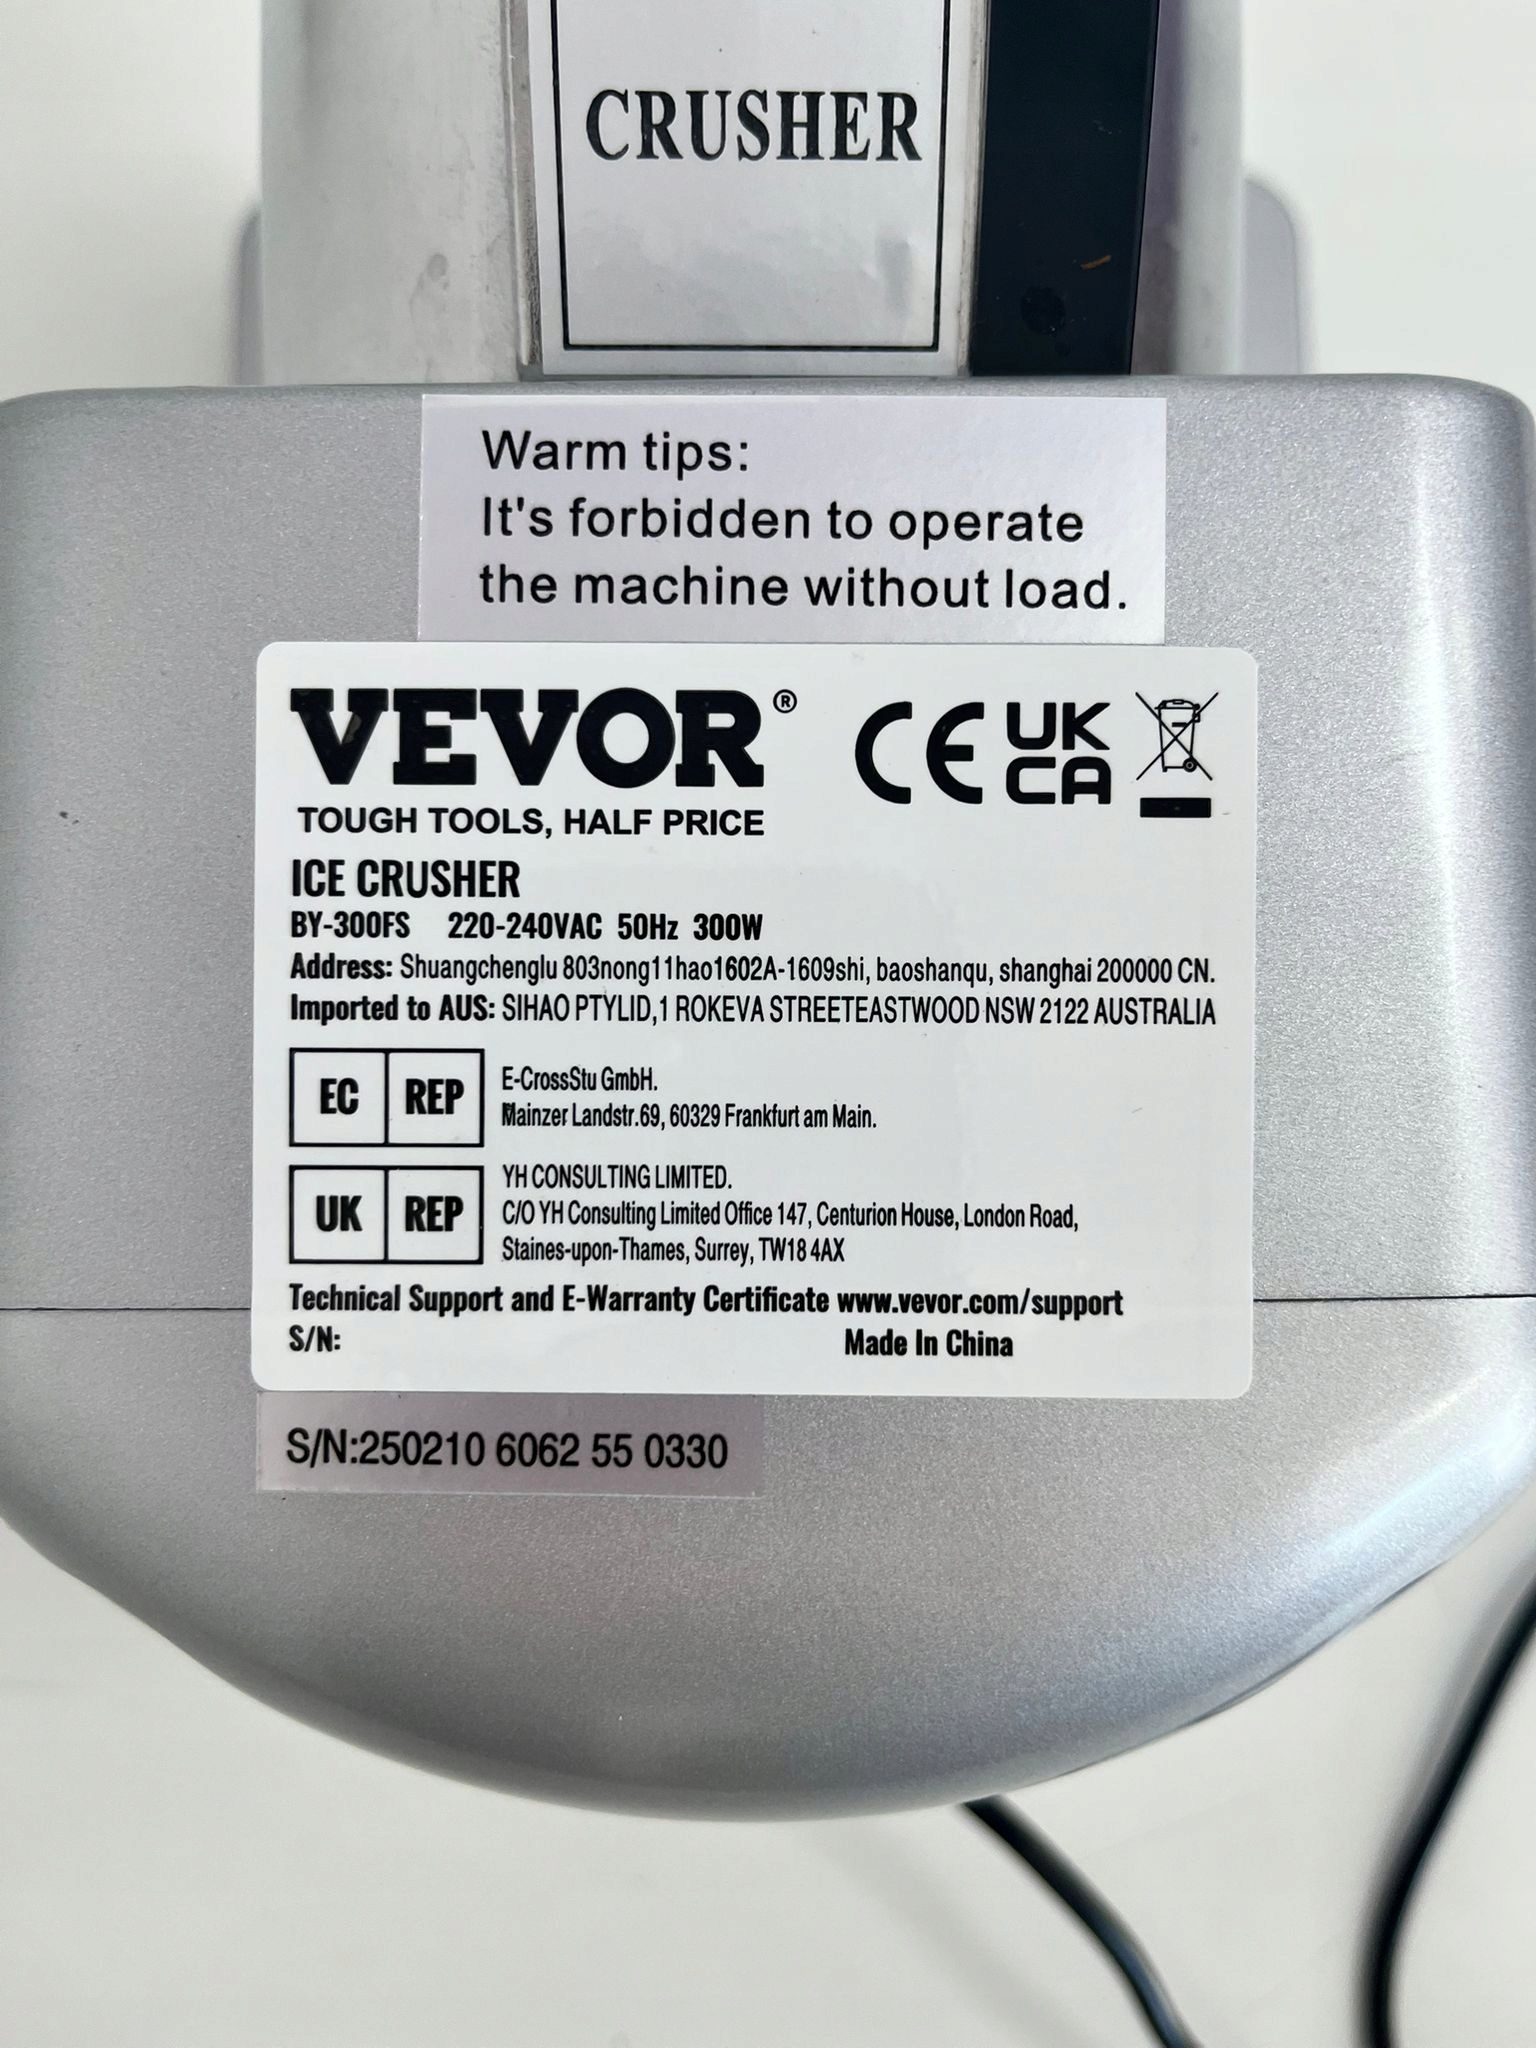 CRUSHER
Warm tips:
It's forbidden to operate
the machine without load.
VEVOR®
TOUGH TOOLS, HALF PRICE
CE UK
CA
ICE CRUSHER
BY-300FS 220-240VAC 50Hz 300W
Address: Shuangchenglu 803nong11hao1602A-1609shi, baoshanqu, shanghai 200000 CN.
Imported to AUS: SIHAO PTYLID,1 ROKEVA STREETEASTWOOD NSW 2122 AUSTRALIA
EC REP
E-CrossStu GmbH.
Mainzer Landstr.69, 60329 Frankfurt am Main.
UK REP
YH CONSULTING LIMITED.
C/O YH Consulting Limited Office 147, Centurion House, London Road,
Staines-upon-Thames, Surrey, TW18 4AX
Technical Support and E-Warranty Certificate www.vevor.com/support
S/N: Made In China
S/N:250210 6062 55 0330